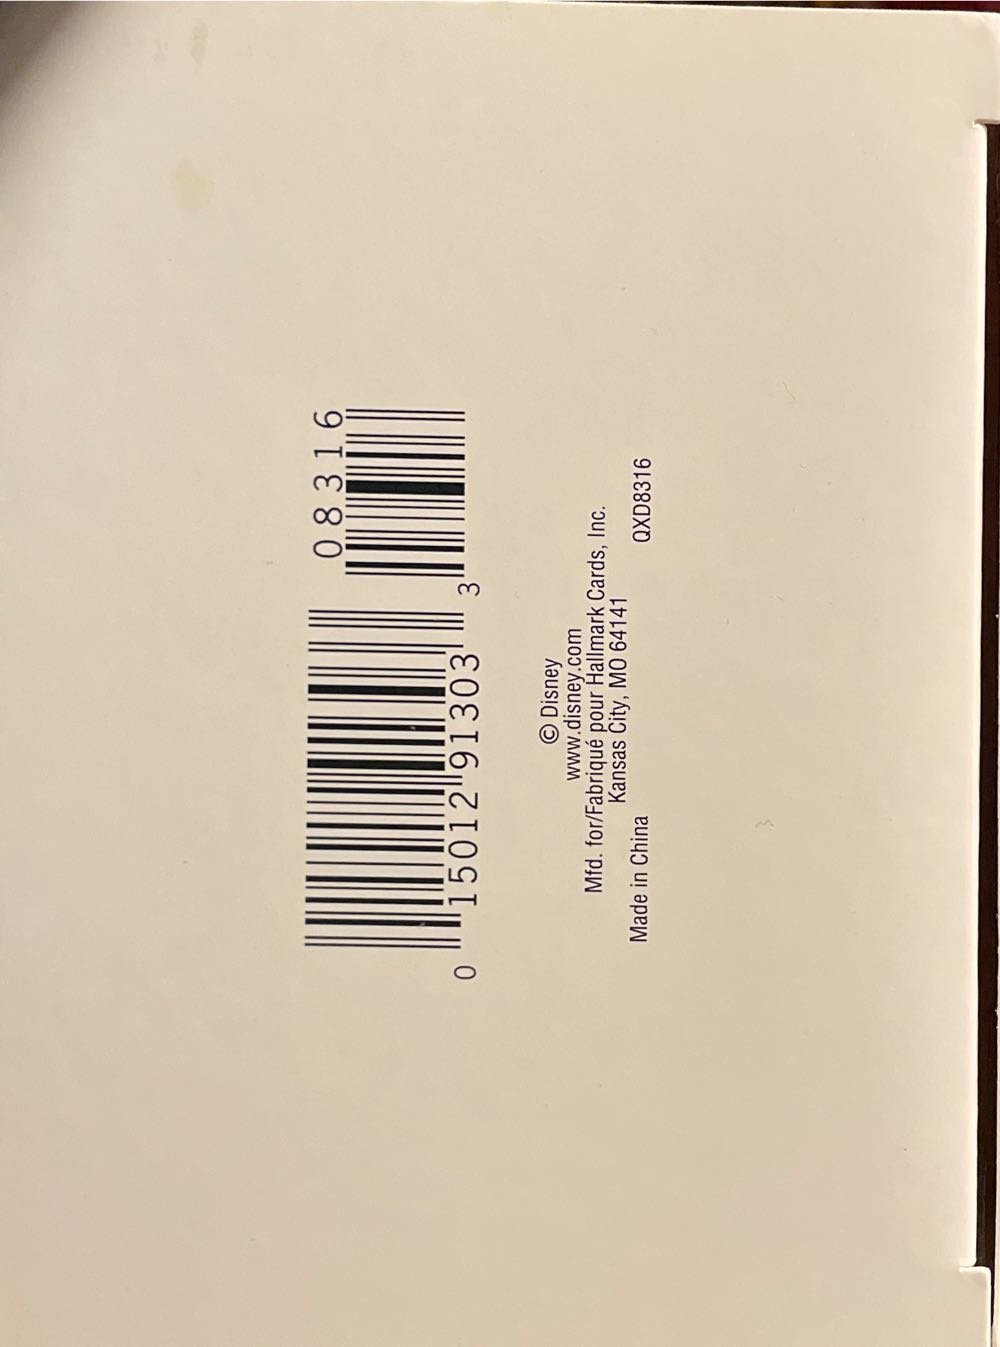 08316
0 15012 91303 3
© Disney
www.disney.com
Mfd. for/Fabriqué pour Hallmark Cards, Inc.
Kansas City, MO 64141
Made in China QXD8316